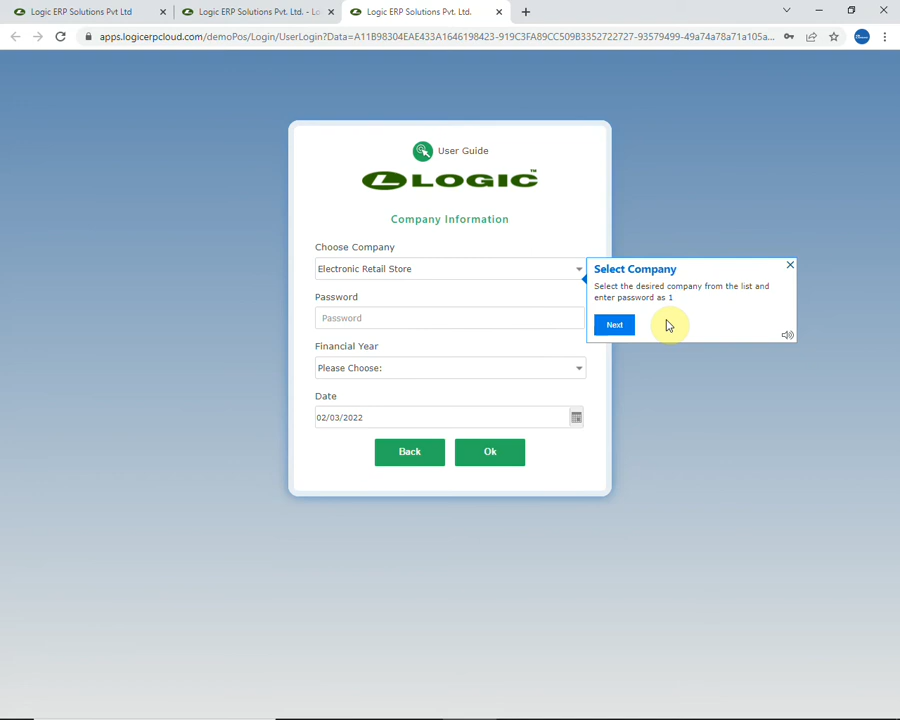 Logic ERP Solutions Pvt Ltd
Logic ERP Solutions Pvt. Ltd. - Lo
Logic ERP Solutions Pvt. Ltd.
apps.logicerpcloud.com/demoPos/Login/UserLogin?Data=A11B98304EAE433A1646198423-919C3FA89CC509B3352722727-93579499-49a74a78a71a105a...
User Guide
LOGIC™
Company Information
Choose Company
Electronic Retail Store
Select Company
Select the desired company from the list and
enter password as 1
Next
Password
Password
Financial Year
Please Choose:
Date
02/03/2022
Back
Ok